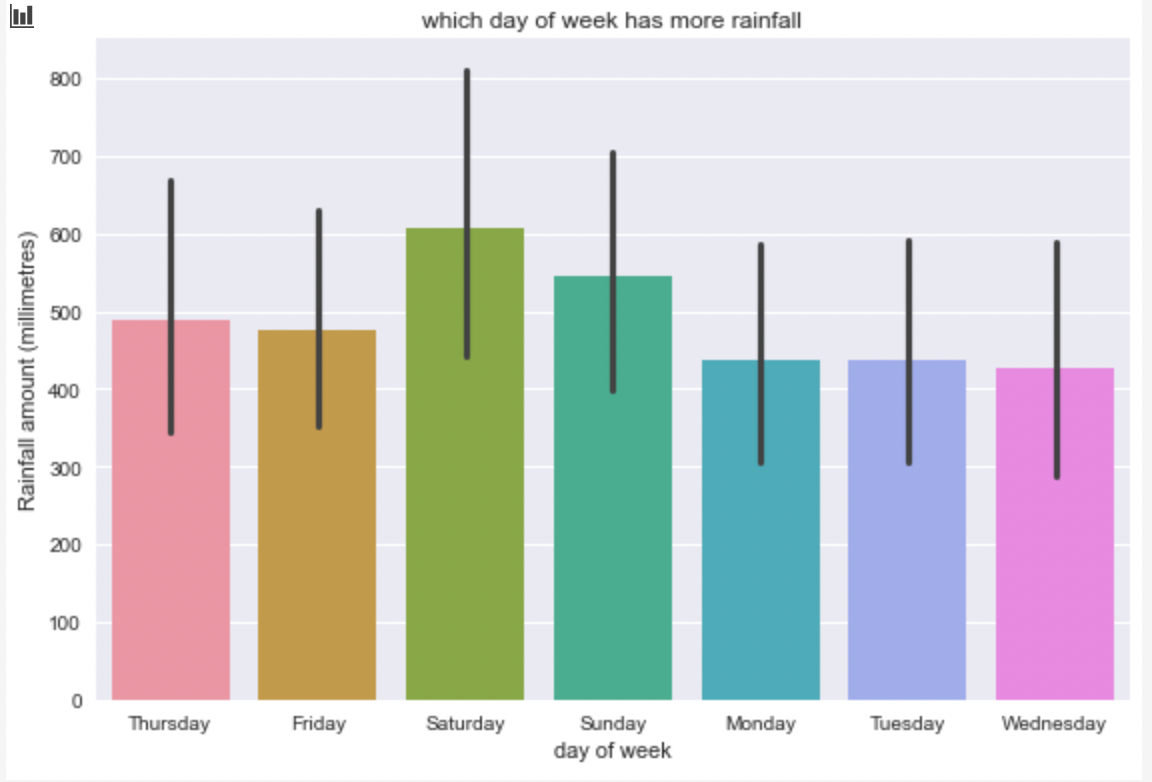 which day of week has more rainfall
800
700
600
500
400
300
200
100
0
Rainfall amount (millimetres)
Thursday Friday Saturday Sunday Monday Tuesday Wednesday
day of week